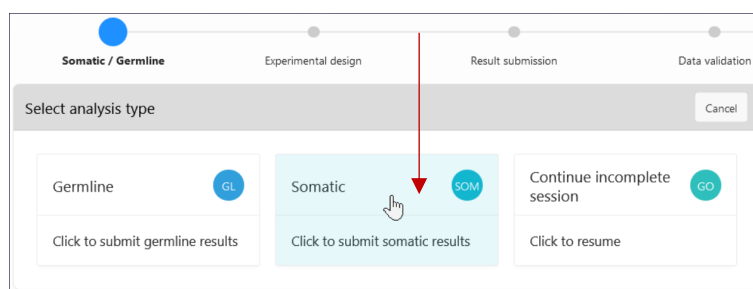 Somatic / Germline
Experimental design
Result submission
Data validation
Select analysis type
Cancel
Germline
GL
Somatic
SOM
Continue incomplete
session
GO
Click to submit germline results
Click to submit somatic results
Click to resume